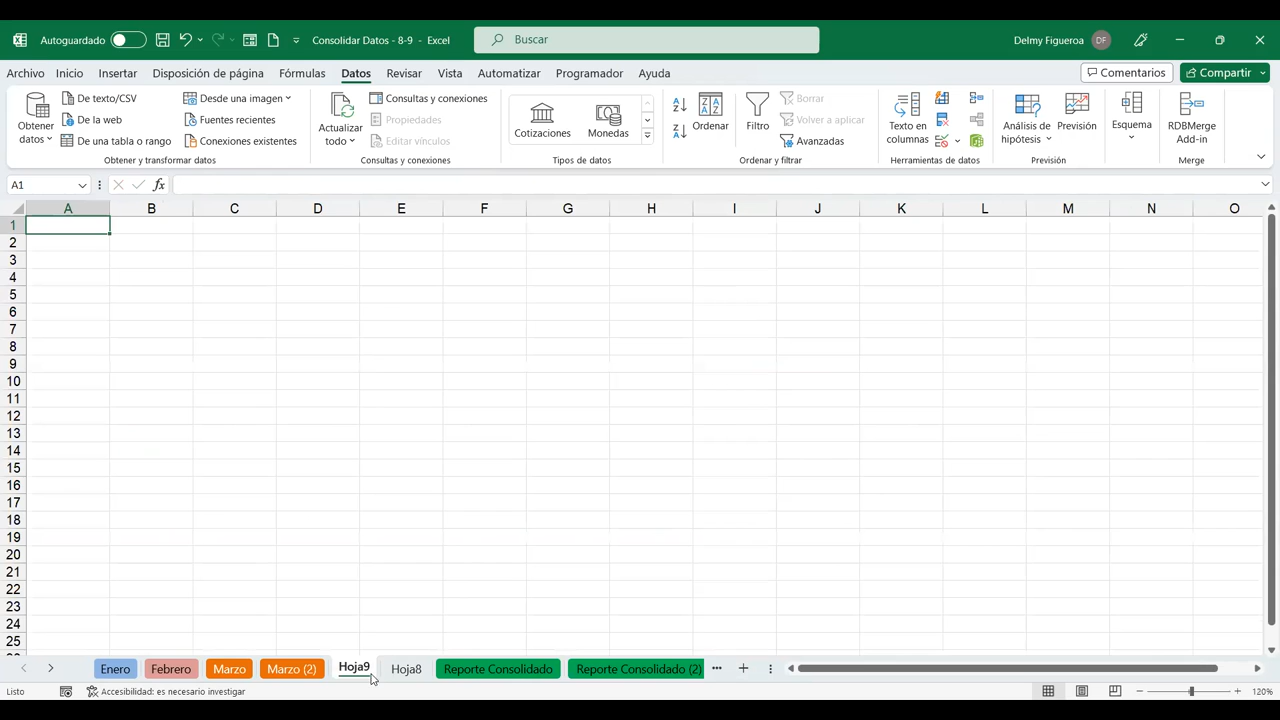 Autoguardado
Consolidar Datos - 8-9 - Excel
Buscar
Delmy Figueroa
DF
Archivo Inicio Insertar Disposición de página Fórmulas Datos Revisar Vista Automatizar Programador Ayuda
Comentarios
Compartir
Obtener datos
De texto/CSV
De la web
De una tabla o rango
Desde una imagen
Fuentes recientes
Conexiones existentes
Obtener y transformar datos
Actualizar todo
Consultas y conexiones
Propiedades
Editar vínculos
Consultas y conexiones
Cotizaciones
Monedas
Tipos de datos
Ordenar
Filtro
Borrar
Volver a aplicar
Avanzadas
Ordenar y filtrar
Texto en columnas
Herramientas de datos
Análisis de hipótesis
Previsión
Previsión
Esquema
RDBMerge Add-in
Merge
A1
fx
A B C D E F G H I J K L M N O
1
2
3
4
5
6
7
8
9
10
11
12
13
14
15
16
17
18
19
20
21
22
23
24
25
Enero Febrero Marzo Marzo (2) Hoja9 Hoja8 Reporte Consolidado Reporte Consolidado (2)
Listo
Accesibilidad: es necesario investigar
120%